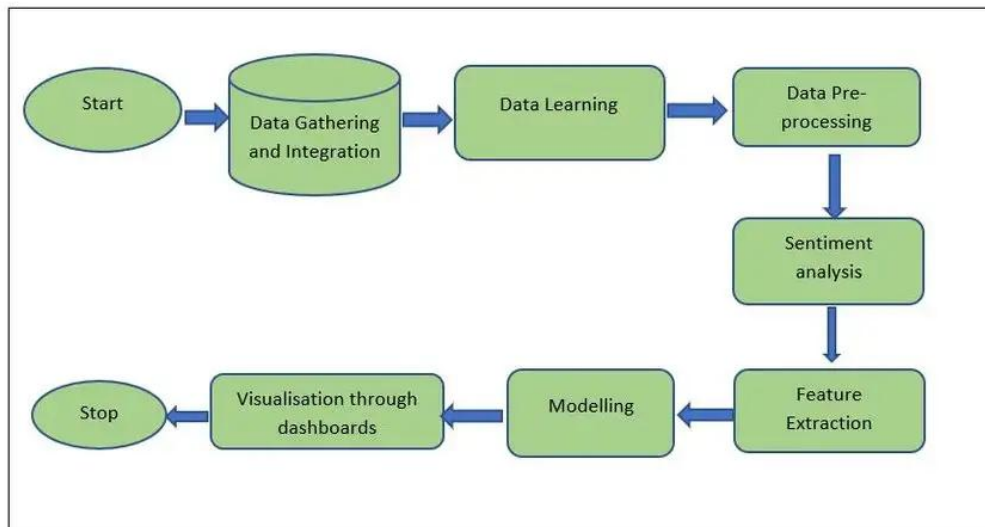 Start
Data Gathering
and Integration
Data Learning
Data Pre-
processing
Sentiment
analysis
Feature
Extraction
Modelling
Visualisation through
dashboards
Stop